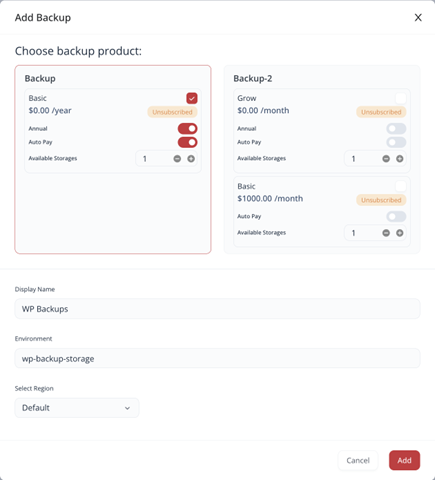 Add Backup
Choose backup product:
Backup
Basic
$0.00 /year
Unsubscribed
Annual
Auto Pay
Available Storages
1
Backup-2
Grow
$0.00 /month
Unsubscribed
Annual
Auto Pay
Available Storages
1
Basic
$1000.00 /month
Unsubscribed
Auto Pay
Available Storages
1
Display Name
WP Backups
Environment
wp-backup-storage
Select Region
Default
Cancel
Add